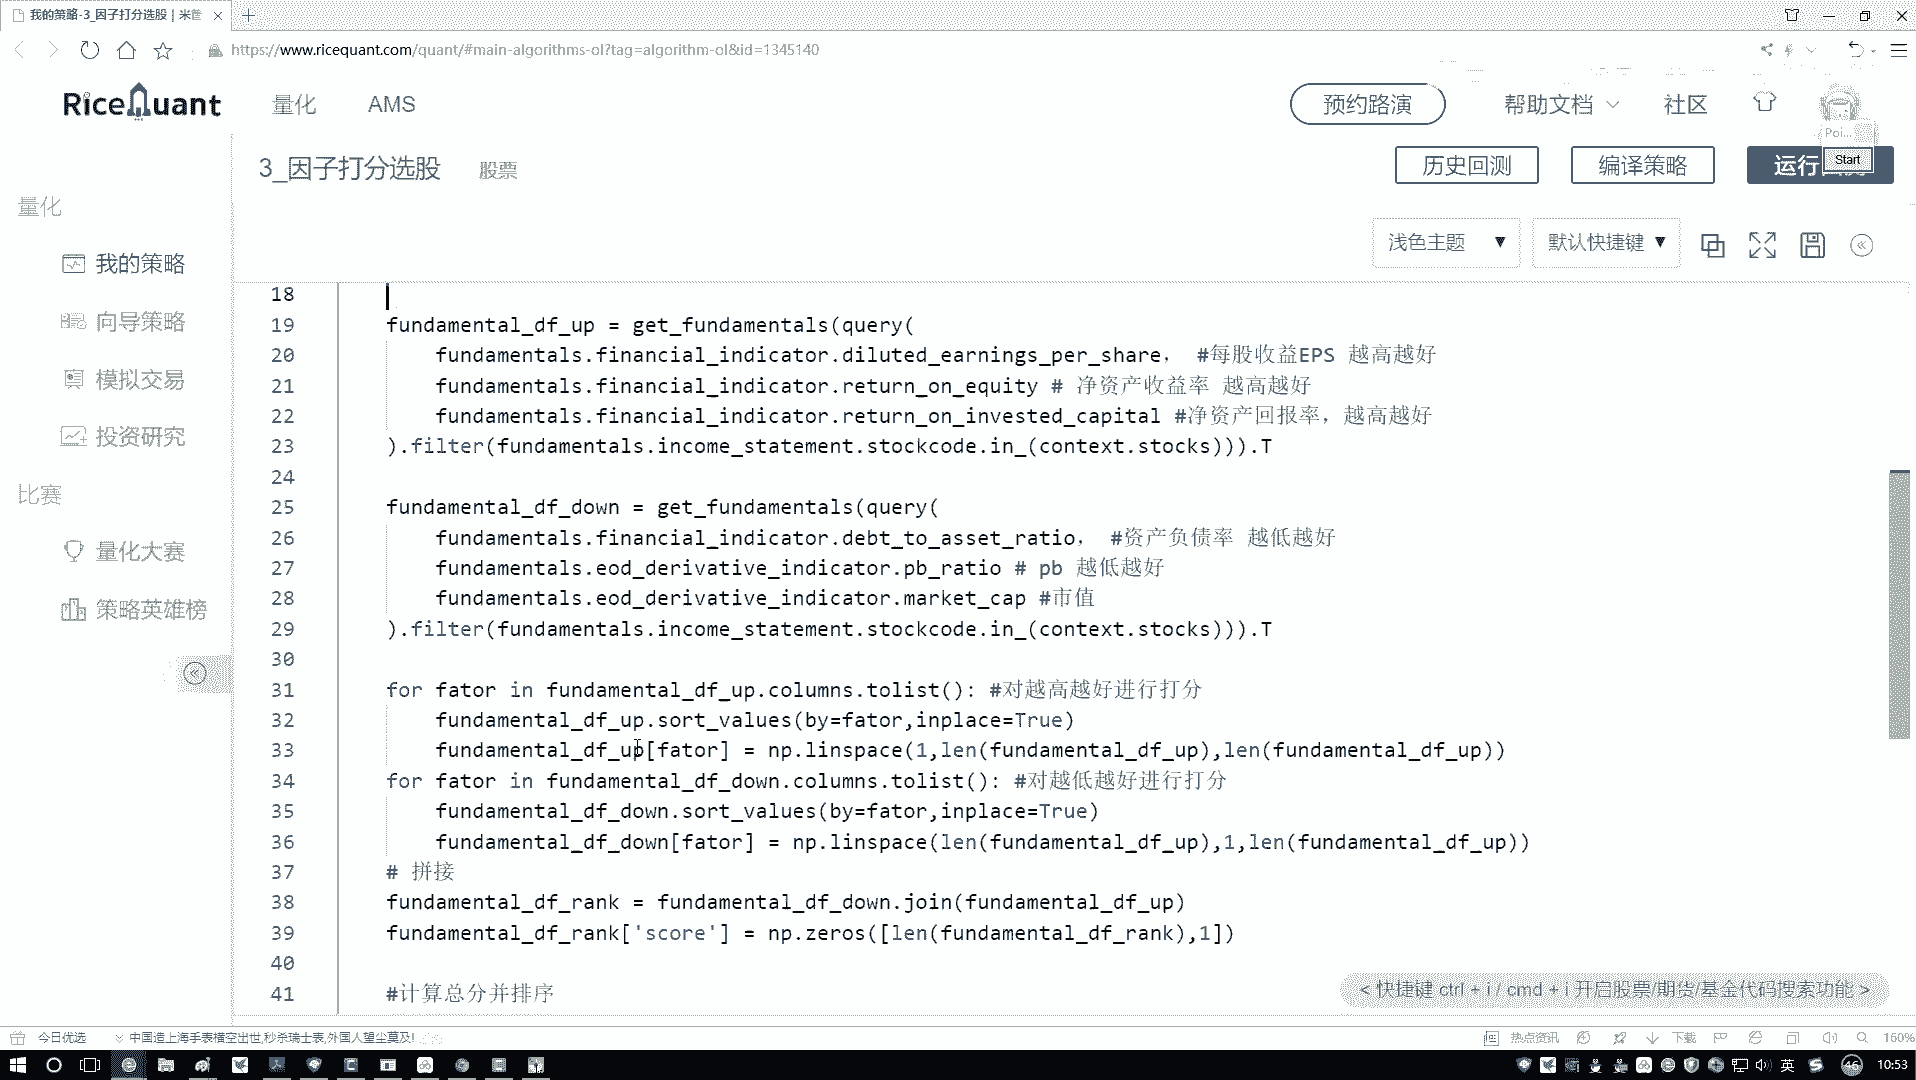 我的策略-3_因子打分选股 | 米筐
https://www.ricequant.com/quant/#main-algorithms-ol?tag=algorithm-ol&id=1345140
RiceQuant 量化 AMS 预约路演 帮助文档 社区
Poi...
3_因子打分选股 股票 历史回测 编译策略 运行 Start
浅色主题 ▼ 默认快捷键 ▼
量化
我的策略
向导策略
模拟交易
投资研究
比赛
量化大赛
策略英雄榜
18
19 fundamental_df_up = get_fundamentals(query(
20 fundamentals.financial_indicator.diluted_earnings_per_share, #每股收益EPS 越高越好
21 fundamentals.financial_indicator.return_on_equity # 净资产收益率 越高越好
22 fundamentals.financial_indicator.return_on_invested_capital #净资产回报率，越高越好
23 ).filter(fundamentals.income_statement.stockcode.in_(context.stocks))).T
24
25 fundamental_df_down = get_fundamentals(query(
26 fundamentals.financial_indicator.debt_to_asset_ratio, #资产负债率 越低越好
27 fundamentals.eod_derivative_indicator.pb_ratio # pb 越低越好
28 fundamentals.eod_derivative_indicator.market_cap #市值
29 ).filter(fundamentals.income_statement.stockcode.in_(context.stocks))).T
30
31 for fator in fundamental_df_up.columns.tolist(): #对越高越好进行打分
32 fundamental_df_up.sort_values(by=fator,inplace=True)
33 fundamental_df_up[fator] = np.linspace(1,len(fundamental_df_up),len(fundamental_df_up))
34 for fator in fundamental_df_down.columns.tolist(): #对越低越好进行打分
35 fundamental_df_down.sort_values(by=fator,inplace=True)
36 fundamental_df_down[fator] = np.linspace(len(fundamental_df_up),1,len(fundamental_df_up))
37 # 拼接
38 fundamental_df_rank = fundamental_df_down.join(fundamental_df_up)
39 fundamental_df_rank['score'] = np.zeros([len(fundamental_df_rank),1])
40
41 #计算总分并排序
< 快捷键 ctrl + i / cmd + i 开启股票/期货/基金代码搜索功能 >
今日优选 中国造上海手表横空出世,秒杀瑞士表,外国人望尘莫及! 热点资讯 下载 160%
英 46 10:53